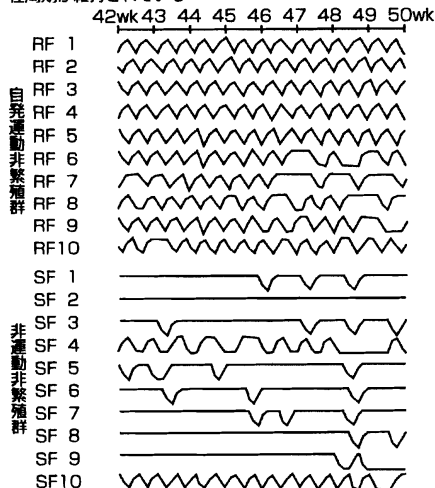 42wk 43 44 45 46 47 48 49 50wk
自発運動非繁殖群
RF 1
RF 2
RF 3
RF 4
RF 5
RF 6
RF 7
RF 8
RF 9
RF10
非運動非繁殖群
SF 1
SF 2
SF 3
SF 4
SF 5
SF 6
SF 7
SF 8
SF 9
SF10